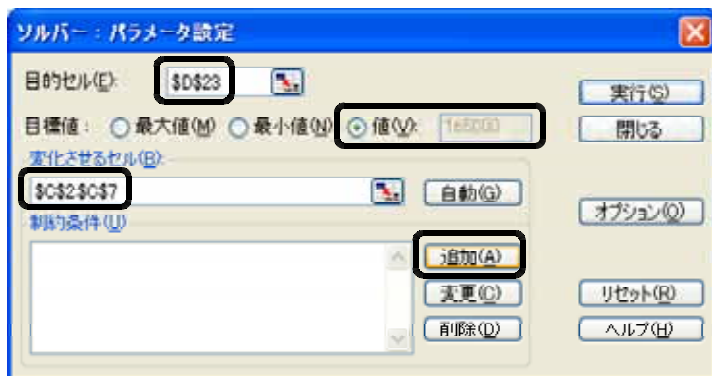 ソルバー：パラメータ設定
目的セル(E): $D$23
実行(S)
目標値： 最大値(M) 最小値(N) 値(V):
閉じる
変化させるセル(B):
$C$2:$C$7
自動(G)
オプション(O)
制約条件(U)
追加(A)
変更(C)
リセット(R)
削除(D)
ヘルプ(H)